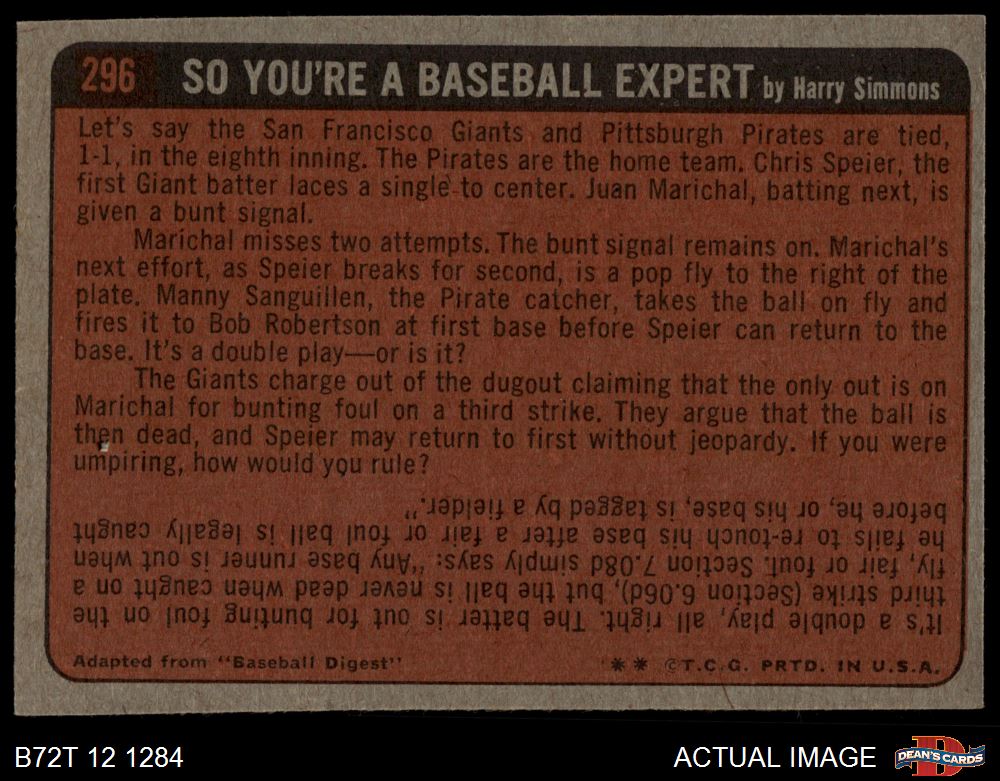 296 SO YOU'RE A BASEBALL EXPERT by Harry Simmons
Let's say the San Francisco Giants and Pittsburgh Pirates are tied,
1-1, in the eighth inning. The Pirates are the home team. Chris Speier, the
first Giant batter laces a single to center. Juan Marichal, batting next, is
given a bunt signal.
Marichal misses two attempts. The bunt signal remains on. Marichal's
next effort, as Speier breaks for second, is a pop fly to the right of the
plate. Manny Sanguillen, the Pirate catcher, takes the ball on fly and
fires it to Bob Robertson at first base before Speier can return to the
base. It's a double play—or is it?
The Giants charge out of the dugout claiming that the only out is on
Marichal for bunting foul on a third strike. They argue that the ball is
then dead, and Speier may return to first without jeopardy. If you were
umpiring, how would you rule?
It's a double play, all right. The batter is out for bunting foul on the
third strike (Section 6.09d), but the ball is never dead when caught on a
fly, fair or foul. Section 7.08d simply says: "Any base runner is out when
he fails to re-touch his base after a fair or foul ball is legally caught
before he, or his base, is tagged by a fielder."
Adapted from "Baseball Digest" ** ©T.C.G. PRTD. IN U.S.A.
B72T 12 1284 ACTUAL IMAGE
D
DEAN'S CARDS